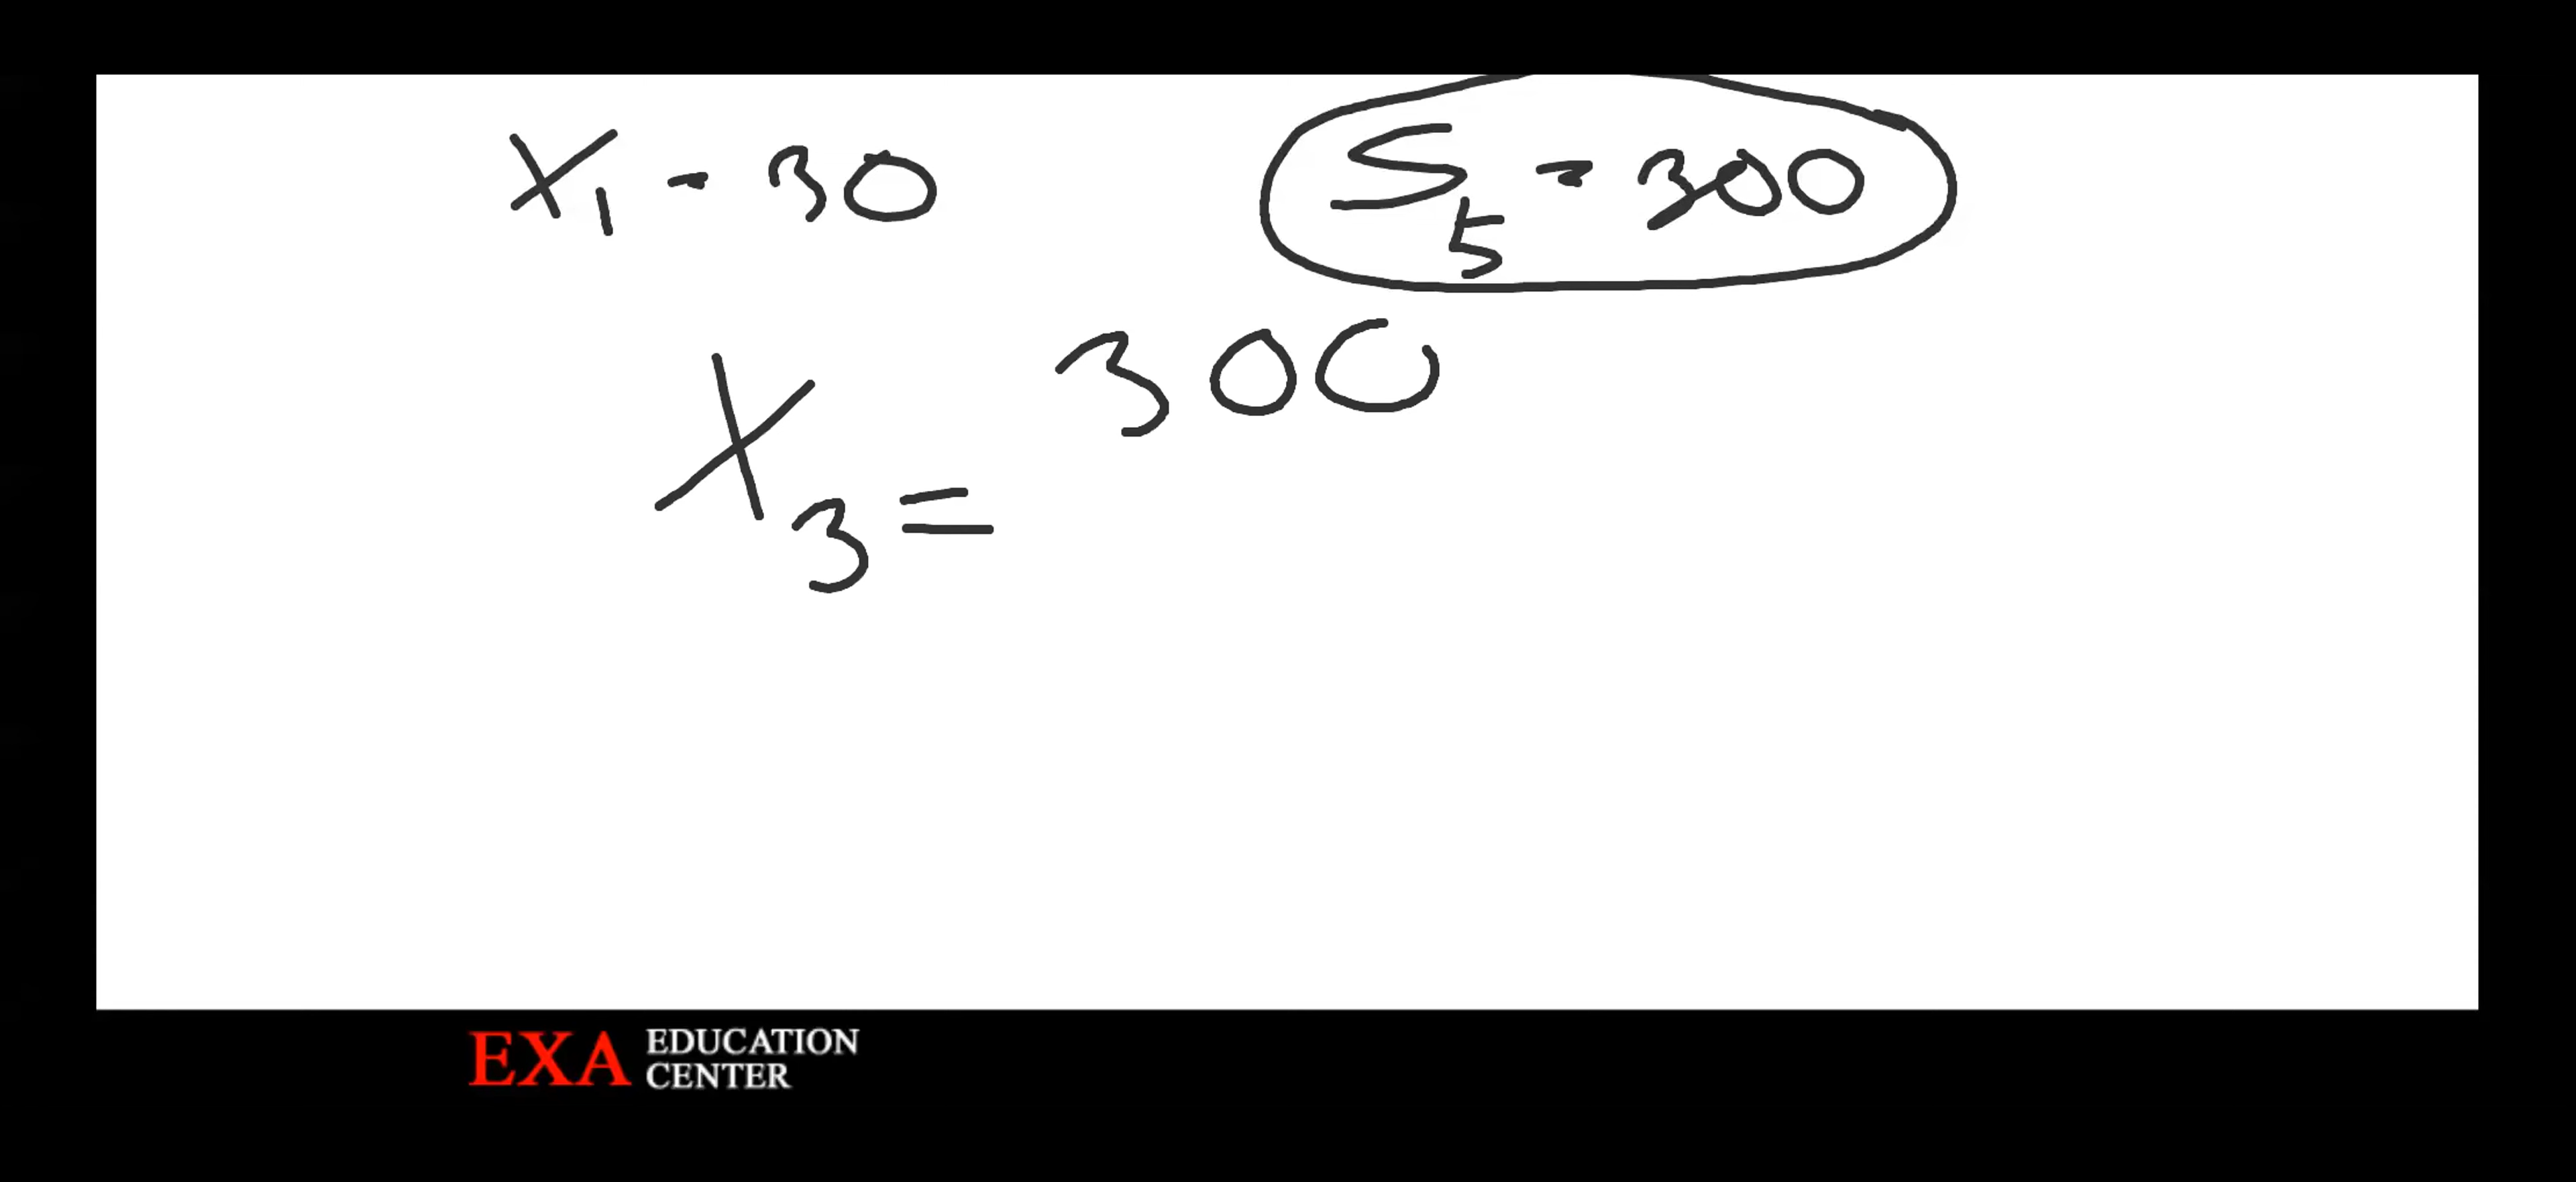 X₁ = 30 S₅ = 300
300
X₃ =
EXA EDUCATION
CENTER